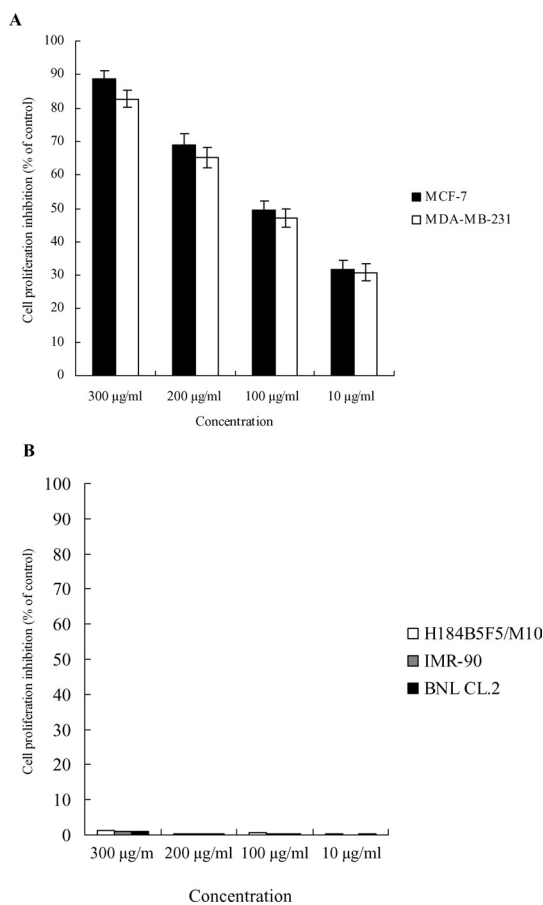 A
Cell proliferation inhibition (% of control)
100
90
80
70
60
50
40
30
20
10
0
300 µg/ml 200 µg/ml 100 µg/ml 10 µg/ml
Concentration
MCF-7
MDA-MB-231
B
Cell proliferation inhibition (% of control)
100
90
80
70
60
50
40
30
20
10
0
300 µg/m 200 µg/ml 100 µg/ml 10 µg/ml
Concentration
H184B5F5/M10
IMR-90
BNL CL.2